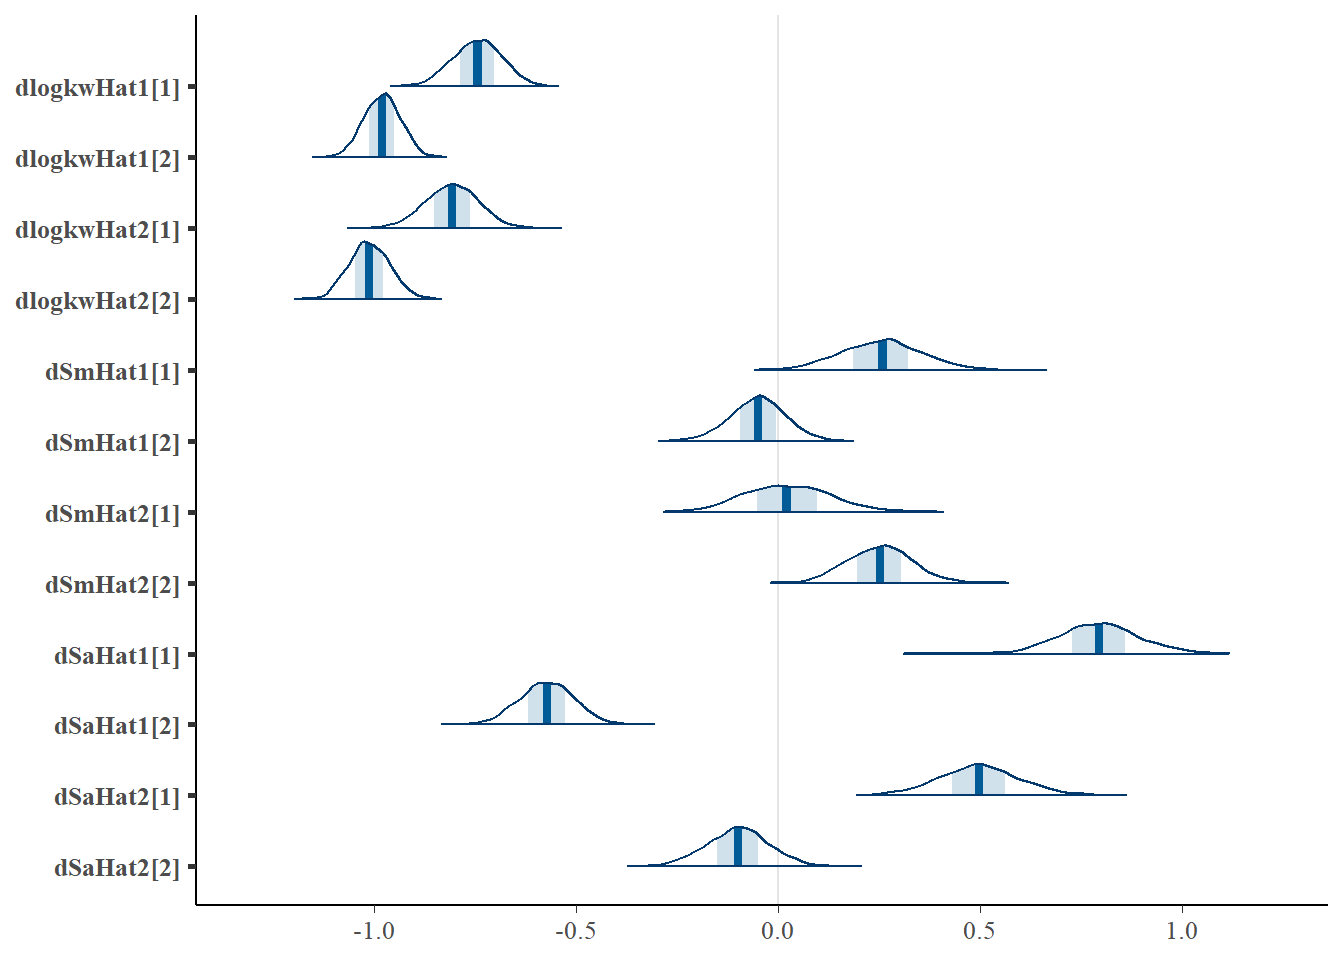 dlogkwHat1[1]
dlogkwHat1[2]
dlogkwHat2[1]
dlogkwHat2[2]
dSmHat1[1]
dSmHat1[2]
dSmHat2[1]
dSmHat2[2]
dSaHat1[1]
dSaHat1[2]
dSaHat2[1]
dSaHat2[2]
-1.0 -0.5 0.0 0.5 1.0